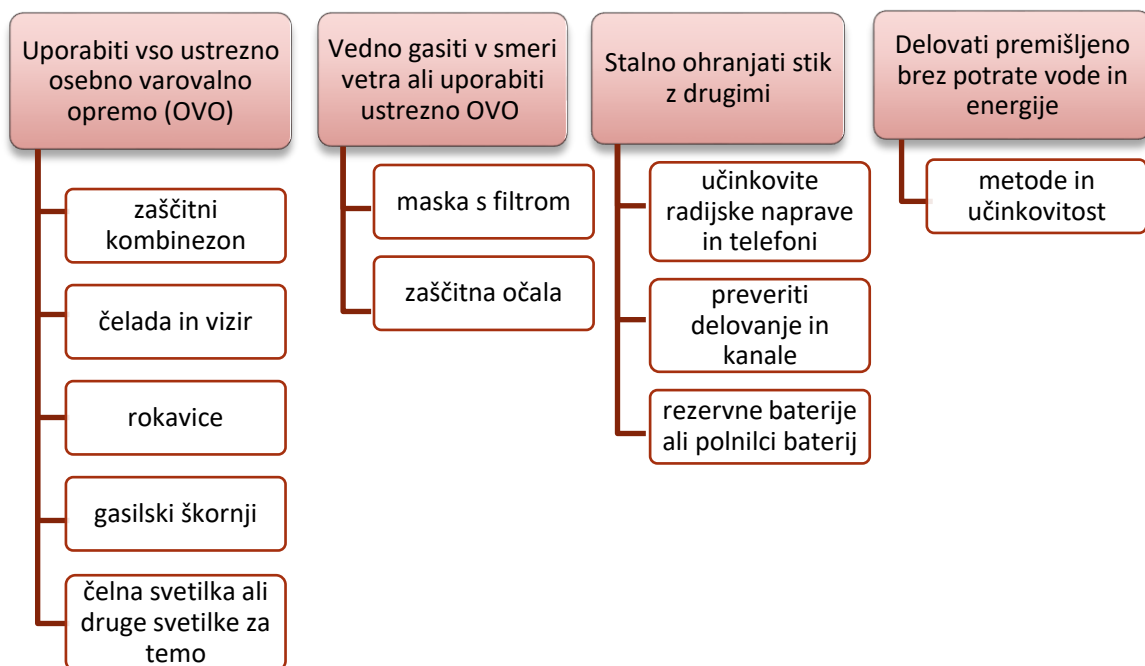 Uporabiti vso ustrezno
osebno varovalno
opremo (OVO)
zaščitni
kombinezon
čelada in vizir
rokavice
gasilski škornji
čelna svetilka ali
druge svetilke za
temo
Vedno gasiti v smeri
vetra ali uporabiti
ustrezno OVO
maska s filtrom
zaščitna očala
Stalno ohranjati stik
z drugimi
učinkovite
radijske naprave
in telefoni
preveriti
delovanje in
kanale
rezervne baterije
ali polnilci baterij
Delovati premišljeno
brez potrate vode in
energije
metode in
učinkovitost